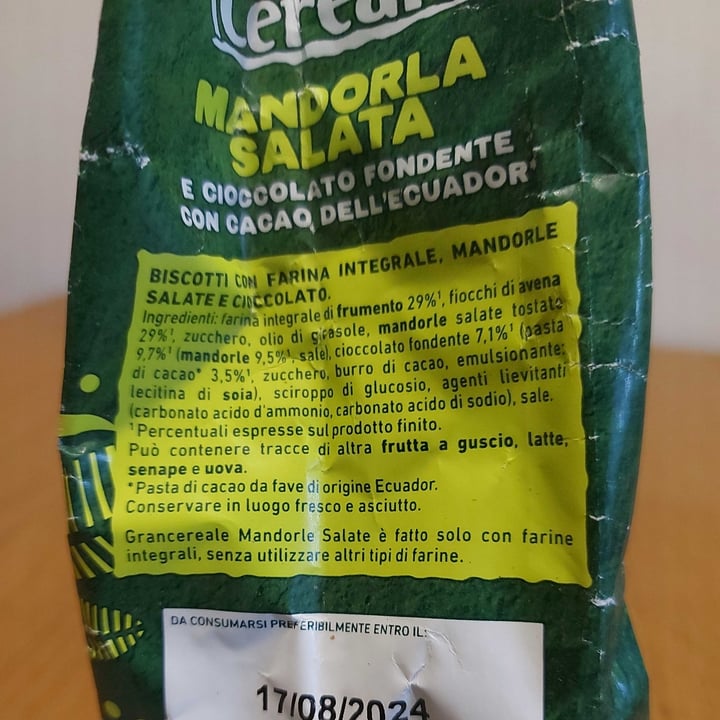 Cereal
MANDORLA
SALATA
E CIOCCOLATO FONDENTE
CON CACAO DELL'ECUADOR*
BISCOTTI CON FARINA INTEGRALE, MANDORLE
SALATE E CIOCCOLATO.
Ingredienti: farina integrale di frumento 29%¹, fiocchi di avena
29%¹, zucchero, olio di girasole, mandorle salate tostate
9,7%¹ (mandorle 9,5%¹, sale), cioccolato fondente 7,1%¹ (pasta
di cacao* 3,5%¹, zucchero, burro di cacao, emulsionante:
lecitina di soia), sciroppo di glucosio, agenti lievitanti
(carbonato acido d'ammonio, carbonato acido di sodio), sale.
¹Percentuali espresse sul prodotto finito.
Può contenere tracce di altra frutta a guscio, latte,
senape e uova.
*Pasta di cacao da fave di origine Ecuador.
Conservare in luogo fresco e asciutto.
Grancereale Mandorle Salate è fatto solo con farine
integrali, senza utilizzare altri tipi di farine.
DA CONSUMARSI PREFERIBILMENTE ENTRO IL:
17/08/2024